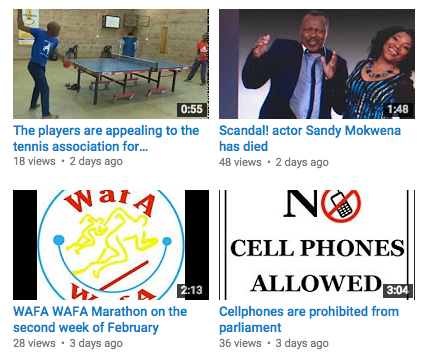 0:55
The players are appealing to the
tennis association for...
18 views • 2 days ago
1:48
Scandal! actor Sandy Mokwena
has died
48 views • 2 days ago
WafA
WafA
2:13
WAFA WAFA Marathon on the
second week of February
28 views • 3 days ago
NO
CELL PHONES
ALLOWED
3:04
Cellphones are prohibited from
parliament
36 views • 3 days ago